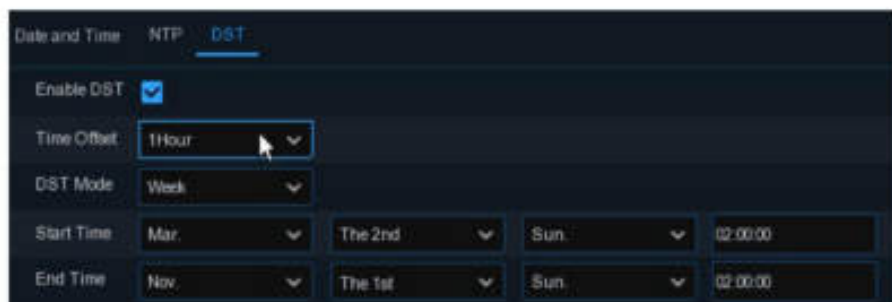 Date and Time NTP DST
Enable DST
Time Offset 1Hour
DST Mode Week
Start Time Mar. The 2nd Sun. 02:00:00
End Time Nov. The 1st Sun. 02:00:00